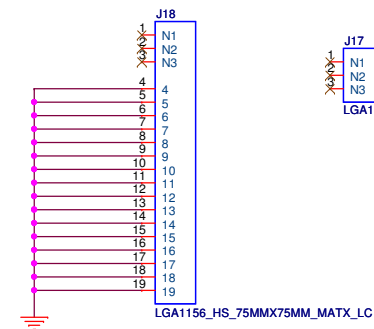 J18
1 N1
2 N2
3 N3
4 4
5 5
6 6
7 7
8 8
9 9
10 10
11 11
12 12
13 13
14 14
15 15
16 16
17 17
18 18
19 19
LGA1156_HS_75MMX75MM_MATX_LC
J17
1 N1
2 N2
3 N3
LGA1